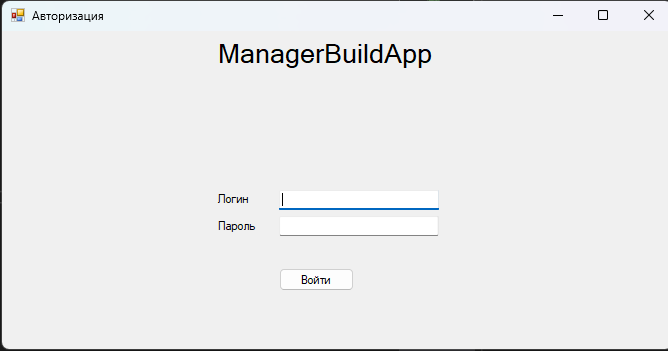 Авторизация
ManagerBuildApp
Логин
Пароль
Войти